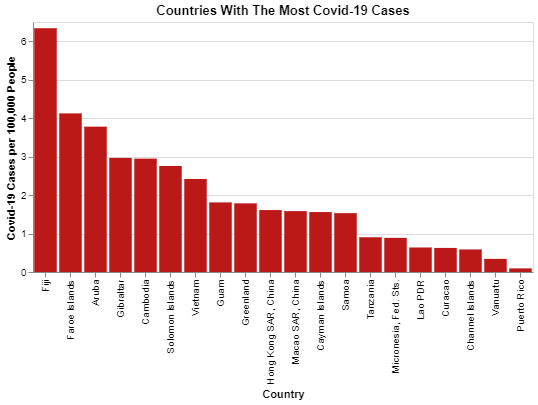 Countries With The Most Covid-19 Cases
Covid-19 Cases per 100,000 People
6
5
4
3
2
1
0
Fiji
Faroe Islands
Aruba
Gibraltar
Cambodia
Solomon Islands
Vietnam
Guam
Greenland
Hong Kong SAR, China
Macao SAR, China
Cayman Islands
Samoa
Tanzania
Micronesia, Fed. Sts.
Lao PDR
Curacao
Channel Islands
Vanuatu
Puerto Rico
Country